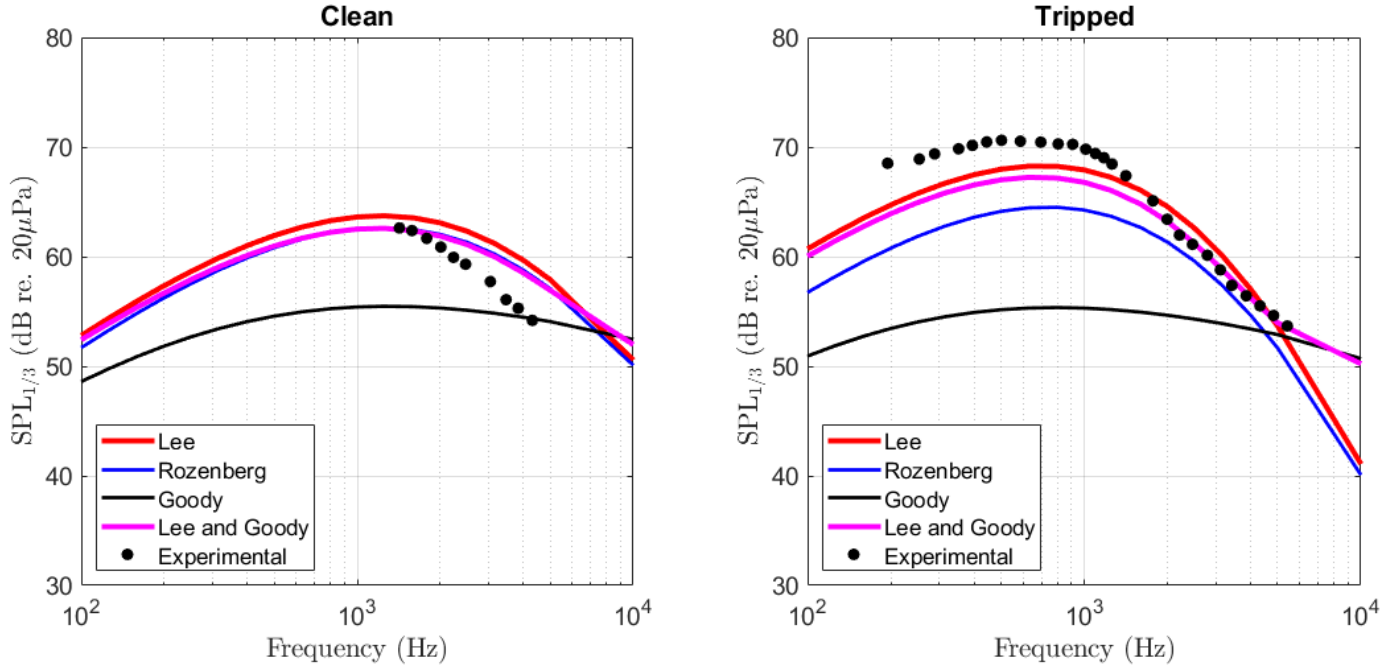 Clean
80
70
60
50
40
30
SPL1/3 (dB re. 20μPa)
Lee
Rozenberg
Goody
Lee and Goody
Experimental
10^2
10^3
10^4
Frequency (Hz)
Tripped
80
70
60
50
40
30
SPL1/3 (dB re. 20μPa)
Lee
Rozenberg
Goody
Lee and Goody
Experimental
10^2
10^3
10^4
Frequency (Hz)